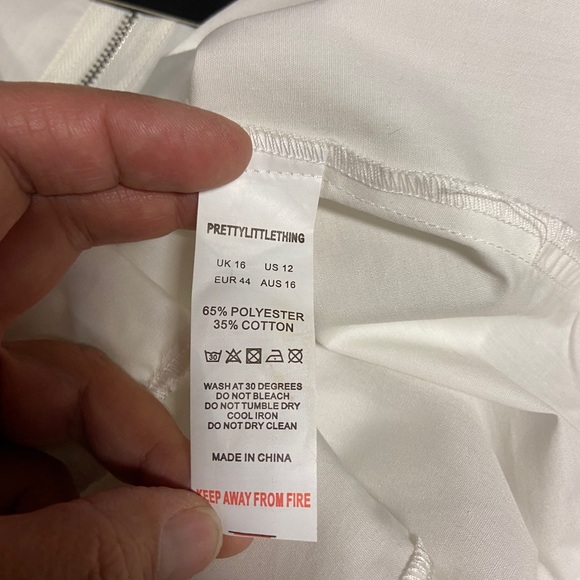 PRETTYLITTLETHING
UK 16 US 12
EUR 44 AUS 16
65% POLYESTER
35% COTTON
WASH AT 30 DEGREES
DO NOT BLEACH
DO NOT TUMBLE DRY
COOL IRON
DO NOT DRY CLEAN
MADE IN CHINA
KEEP AWAY FROM FIRE